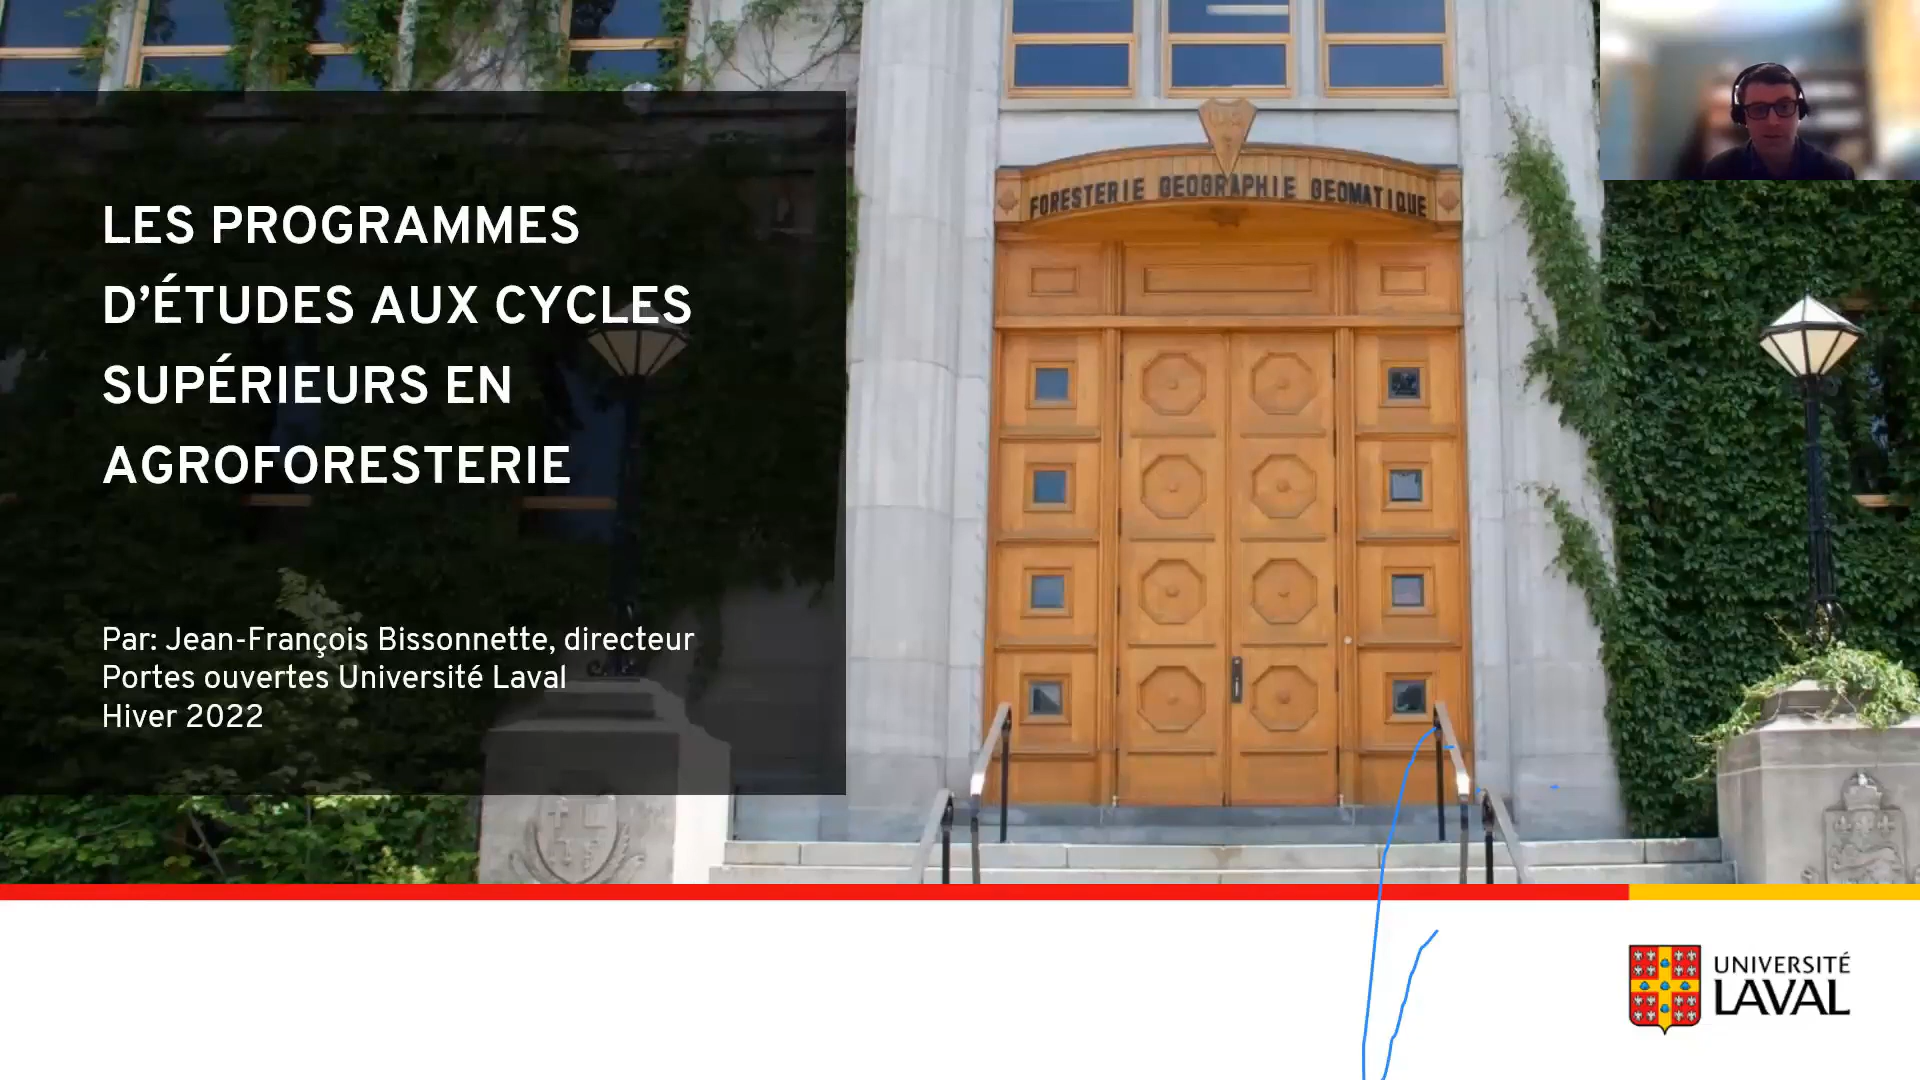 LES PROGRAMMES
D’ÉTUDES AUX CYCLES
SUPÉRIEURS EN
AGROFORESTERIE
Par: Jean-François Bissonnette, directeur
Portes ouvertes Université Laval
Hiver 2022
FORESTERIE GEOGRAPHIE GEOMATIQUE
UNIVERSITÉ
LAVAL